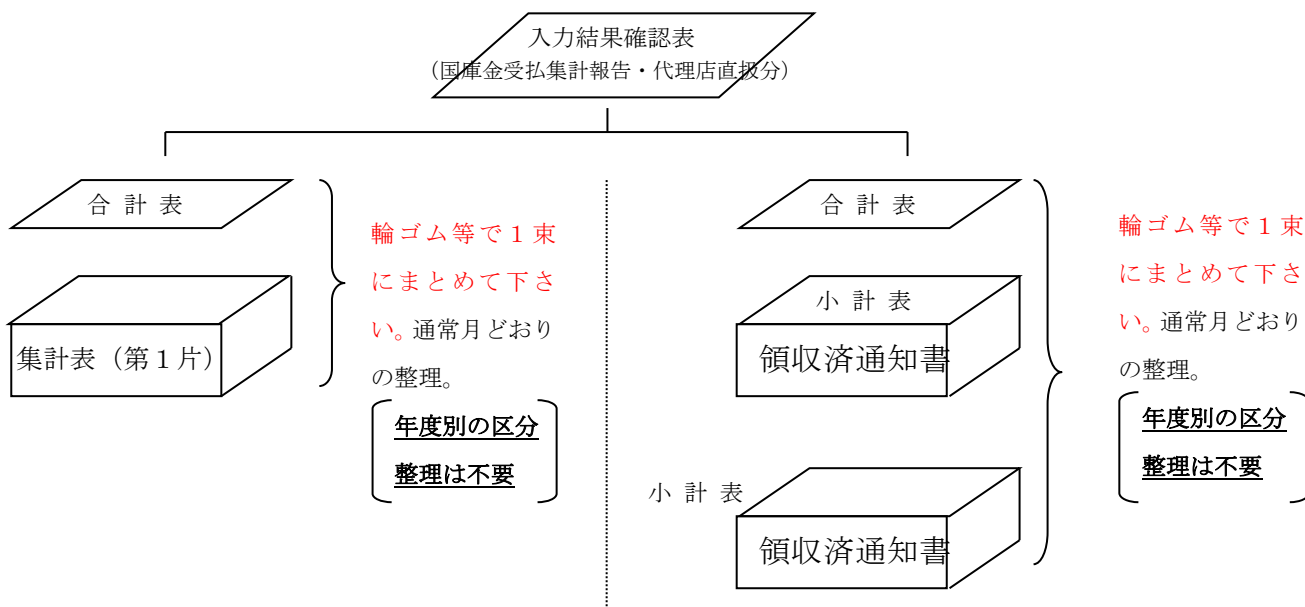 入力結果確認表
(国庫金受払集計報告・代理店直扱分)
合 計 表
集計表（第１片）
輪ゴム等で１束
にまとめて下さ
い。通常月どおり
の整理。
年度別の区分
整理は不要
合 計 表
小 計 表
領収済通知書
小 計 表
領収済通知書
輪ゴム等で１束
にまとめて下さ
い。通常月どおり
の整理。
年度別の区分
整理は不要